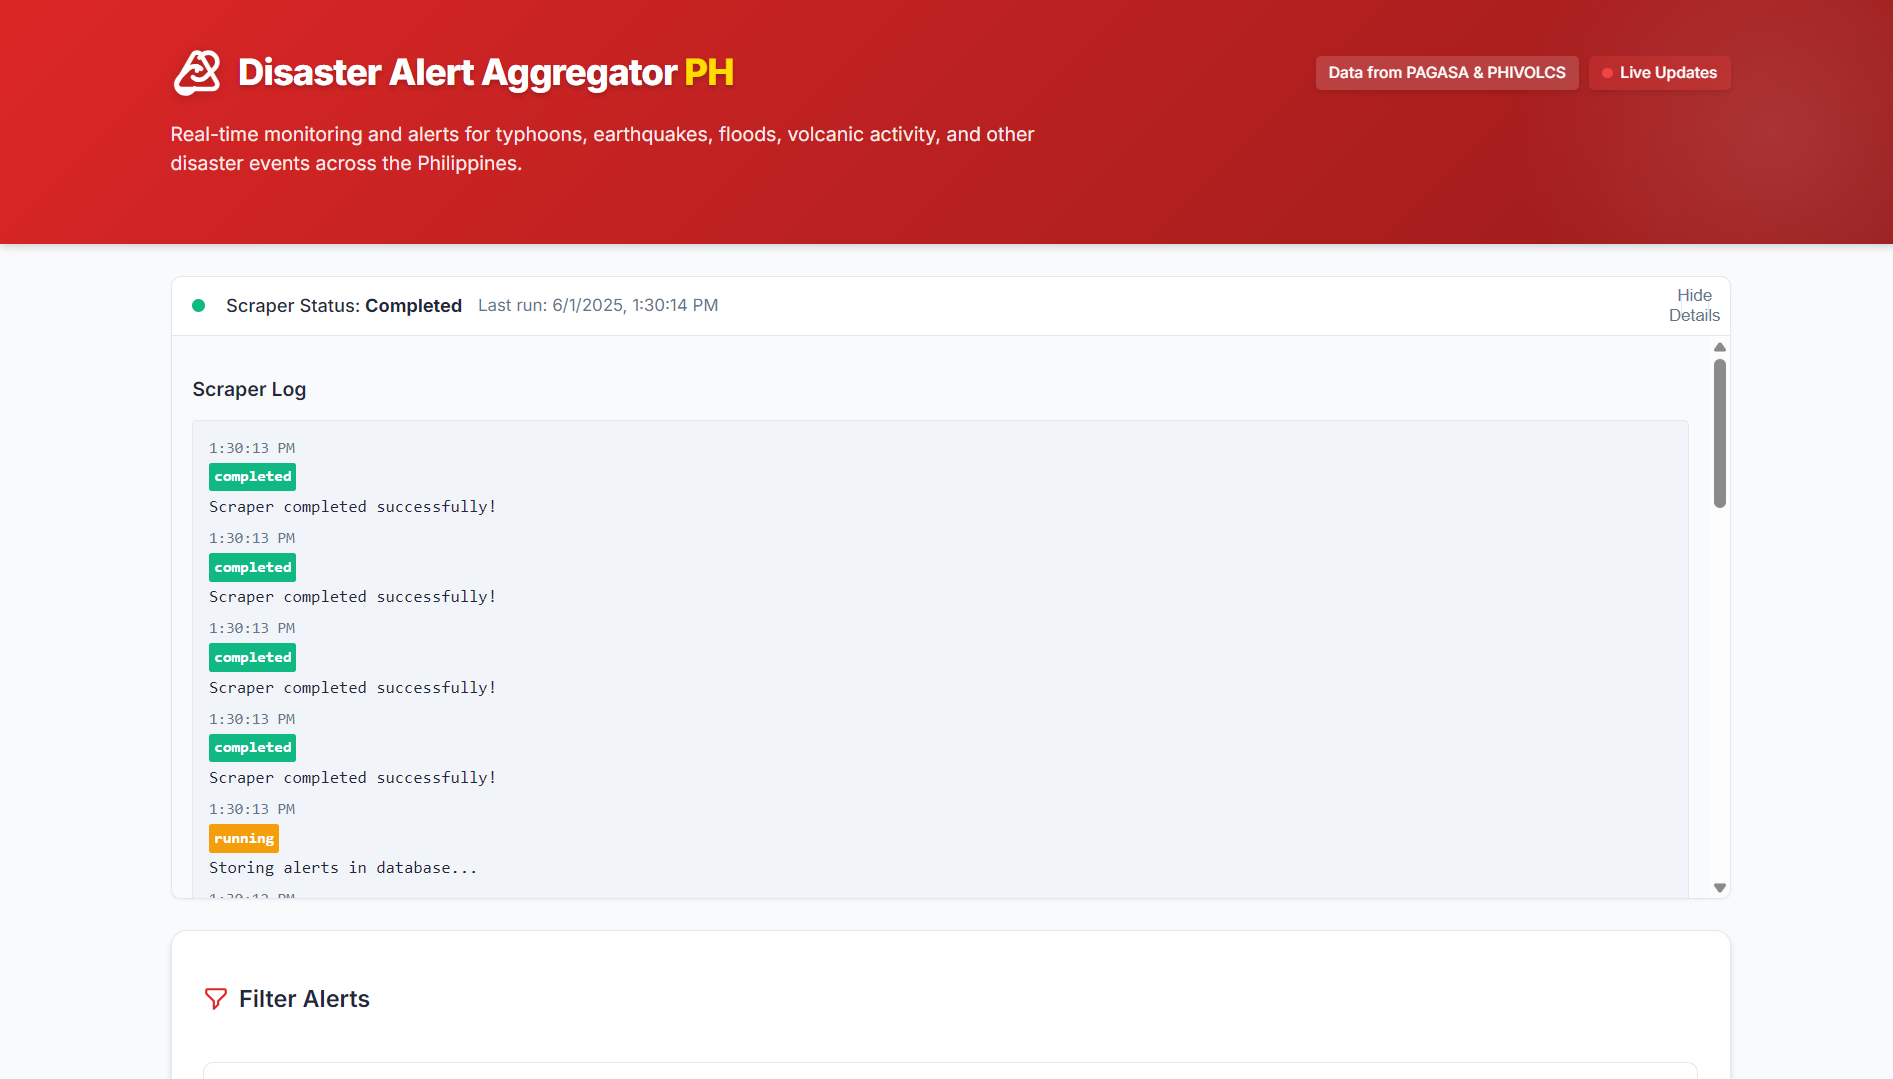 Disaster Alert Aggregator PH
Data from PAGASA & PHIVOLCS
Live Updates
Real-time monitoring and alerts for typhoons, earthquakes, floods, volcanic activity, and other
disaster events across the Philippines.
Scraper Status: Completed
Last run: 6/1/2025, 1:30:14 PM
Hide
Details
Scraper Log
1:30:13 PM
completed
Scraper completed successfully!
1:30:13 PM
completed
Scraper completed successfully!
1:30:13 PM
completed
Scraper completed successfully!
1:30:13 PM
completed
Scraper completed successfully!
1:30:13 PM
running
Storing alerts in database...
Filter Alerts